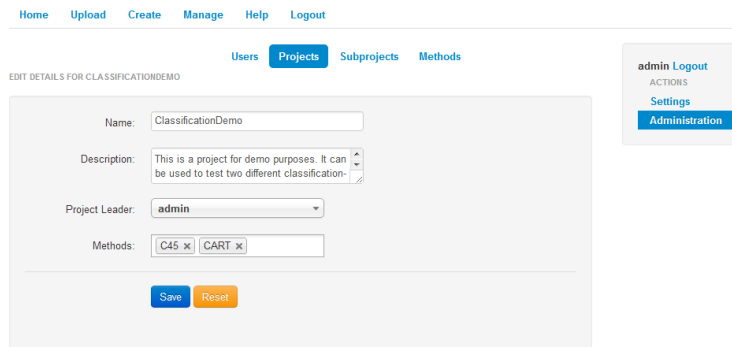 Home Upload Create Manage Help Logout
Users Projects Subprojects Methods
EDIT DETAILS FOR CLASSIFICATIONDEMO
Name: ClassificationDemo
Description: This is a project for demo purposes. It can
be used to test two different classification-
Project Leader: admin
Methods: C45 × CART ×
Save Reset
admin Logout
ACTIONS
Settings
Administration